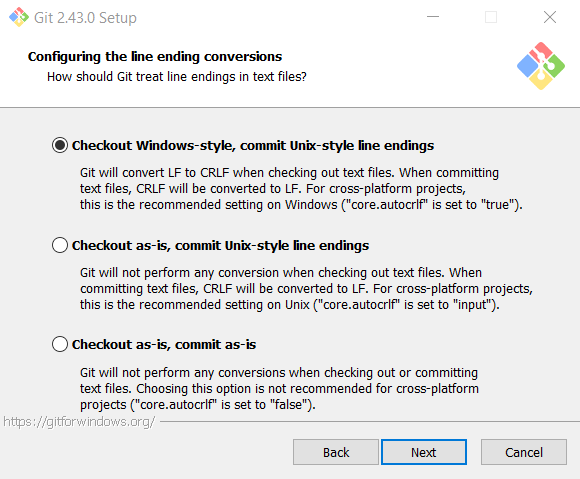 Git 2.43.0 Setup
Configuring the line ending conversions
How should Git treat line endings in text files?
Checkout Windows-style, commit Unix-style line endings
Git will convert LF to CRLF when checking out text files. When committing
text files, CRLF will be converted to LF. For cross-platform projects,
this is the recommended setting on Windows ("core.autocrlf" is set to "true").
Checkout as-is, commit Unix-style line endings
Git will not perform any conversion when checking out text files. When
committing text files, CRLF will be converted to LF. For cross-platform projects,
this is the recommended setting on Unix ("core.autocrlf" is set to "input").
Checkout as-is, commit as-is
Git will not perform any conversions when checking out or committing
text files. Choosing this option is not recommended for cross-platform
projects ("core.autocrlf" is set to "false").
https://gitforwindows.org/
Back Next Cancel